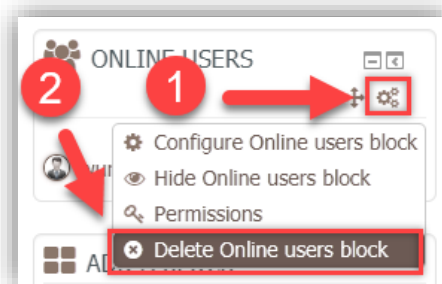 ONLINE USERS
2
1
Configure Online users block
Hide Online users block
Permissions
Delete Online users block